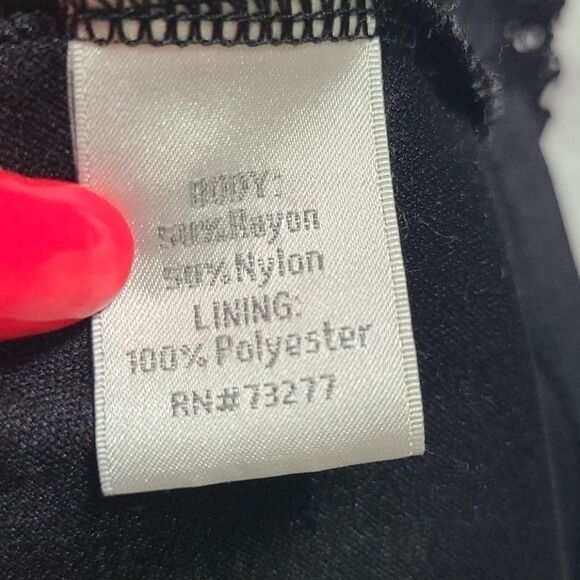 BODY:
50% Rayon
50% Nylon
LINING:
100% Polyester
RN# 73277